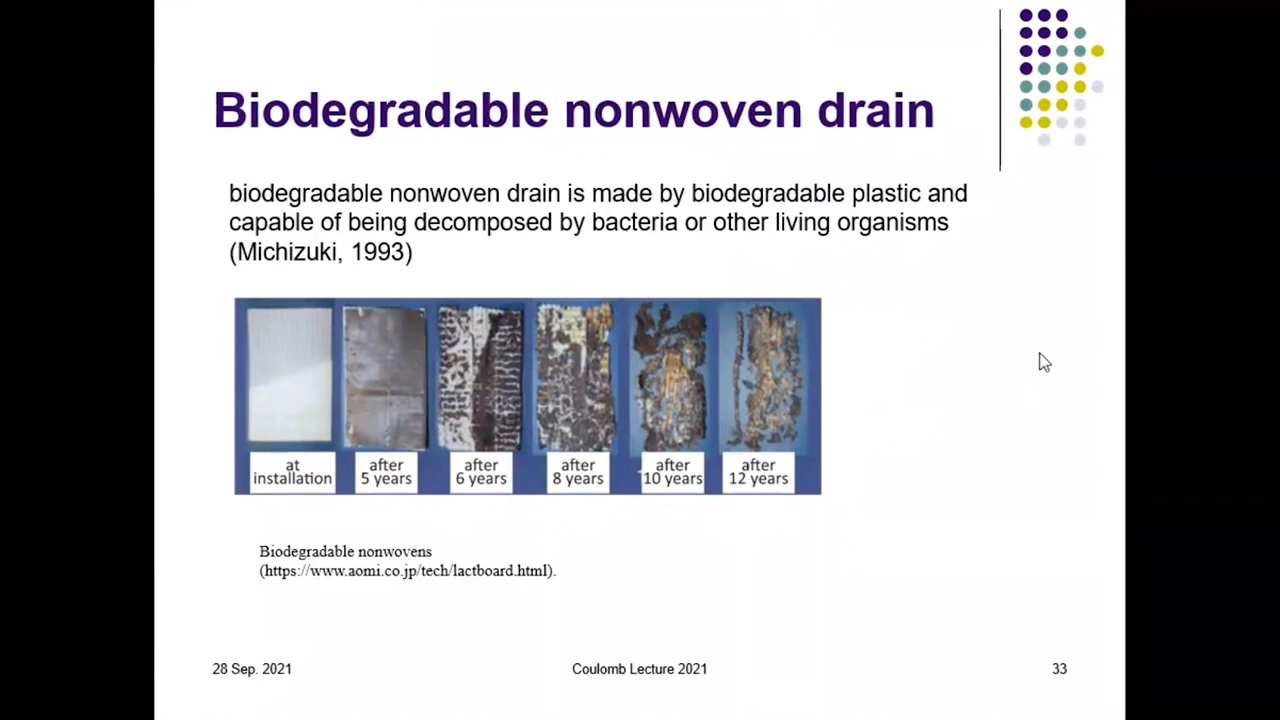 Biodegradable nonwoven drain
biodegradable nonwoven drain is made by biodegradable plastic and
capable of being decomposed by bacteria or other living organisms
(Michizuki, 1993)
at
installation
after
5 years
after
6 years
after
8 years
after
10 years
after
12 years
Biodegradable nonwovens
(https://www.aomi.co.jp/tech/lactboard.html).
28 Sep. 2021
Coulomb Lecture 2021
33